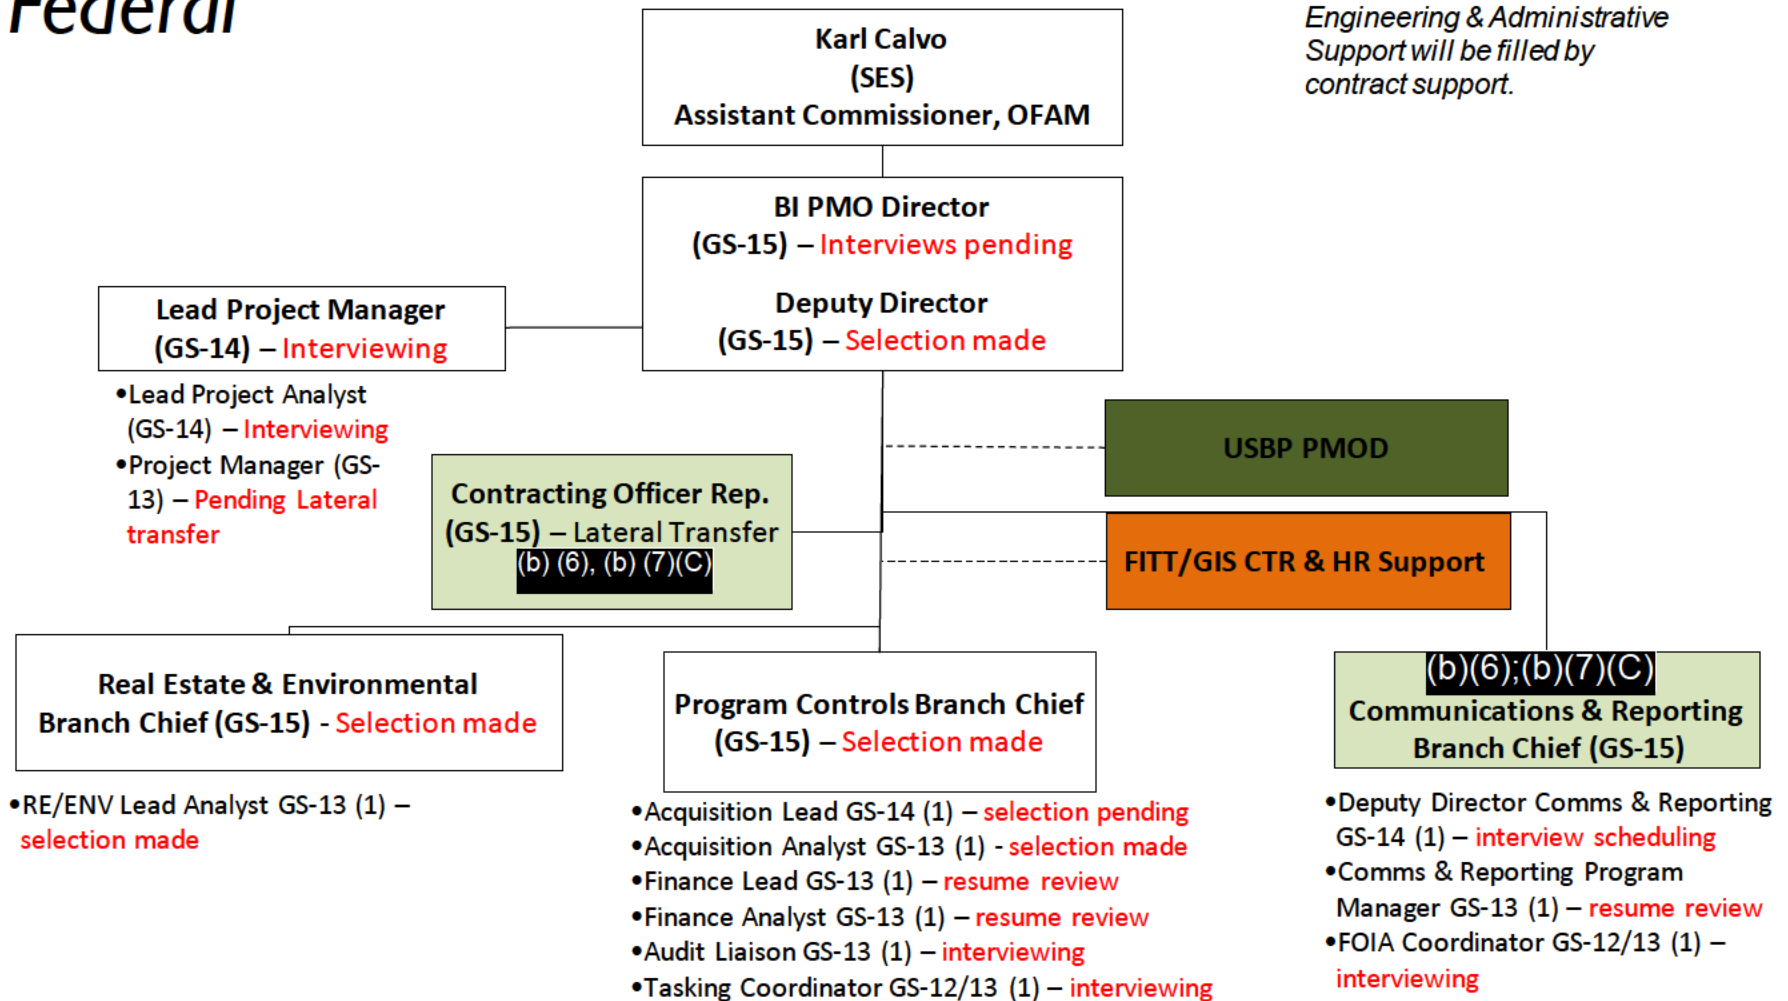 Federal
Engineering & Administrative
Support will be filled by
contract support.
Karl Calvo
(SES)
Assistant Commissioner, OFAM
BI PMO Director
(GS-15) – Interviews pending
Deputy Director
(GS-15) – Selection made
Lead Project Manager
(GS-14) – Interviewing
•Lead Project Analyst
(GS-14) – Interviewing
•Project Manager (GS-
13) – Pending Lateral
transfer
Contracting Officer Rep.
(GS-15) – Lateral Transfer
(b) (6), (b) (7)(C)
USBP PMOD
FITT/GIS CTR & HR Support
Real Estate & Environmental
Branch Chief (GS-15) - Selection made
•RE/ENV Lead Analyst GS-13 (1) –
selection made
Program Controls Branch Chief
(GS-15) – Selection made
•Acquisition Lead GS-14 (1) – selection pending
•Acquisition Analyst GS-13 (1) - selection made
•Finance Lead GS-13 (1) – resume review
•Finance Analyst GS-13 (1) – resume review
•Audit Liaison GS-13 (1) – interviewing
•Tasking Coordinator GS-12/13 (1) – interviewing
(b)(6);(b)(7)(C)
Communications & Reporting
Branch Chief (GS-15)
•Deputy Director Comms & Reporting
GS-14 (1) – interview scheduling
•Comms & Reporting Program
Manager GS-13 (1) – resume review
•FOIA Coordinator GS-12/13 (1) –
interviewing